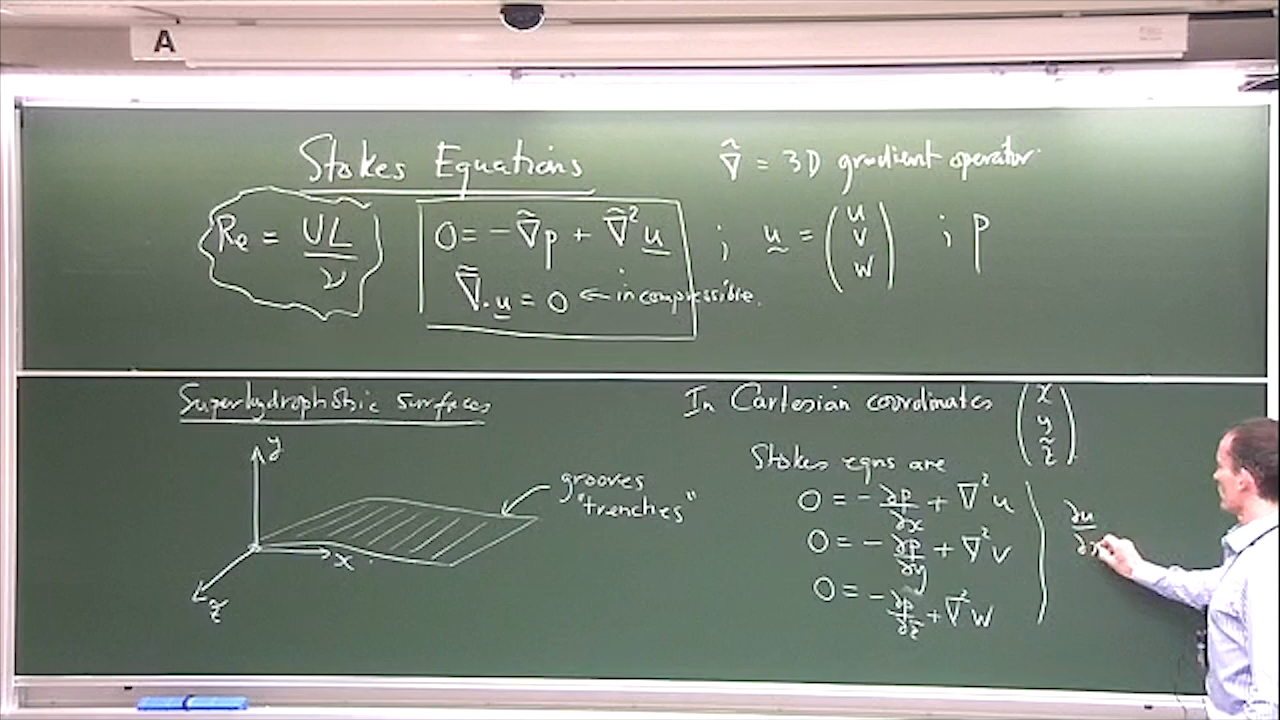 A
Stokes Equations
∇̂ = 3D gradient operator.
Re = UL/ν
0 = -∇̃p + ∇̃²u ; u = (u v w) ; p
∇̃.u = 0 ← incompressible.
Superhydrophobic surfaces
y
x
z
grooves
"trenches"
In Cartesian coordinates (x y z)
Stokes eqns are
0 = -∂p/∂x + ∇²u
0 = -∂p/∂y + ∇²v
0 = -∂p/∂z + ∇²w
∂u/∂x